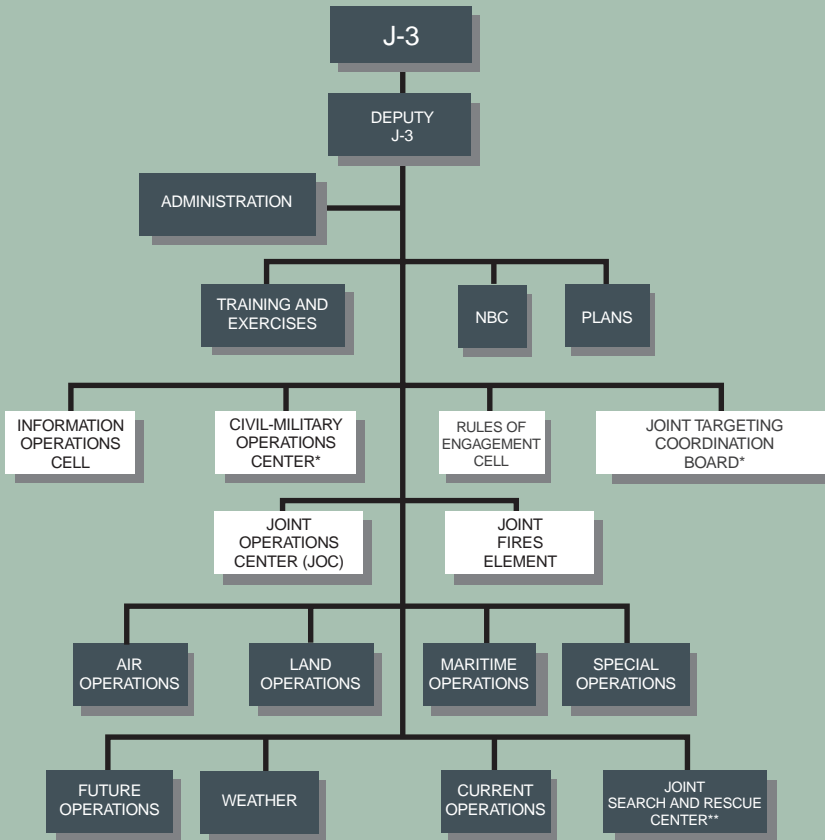 J-3
DEPUTY
J-3
ADMINISTRATION
TRAINING AND
EXERCISES
NBC
PLANS
INFORMATION
OPERATIONS
CELL
CIVIL-MILITARY
OPERATIONS
CENTER*
RULES OF
ENGAGEMENT
CELL
JOINT TARGETING
COORDINATION
BOARD*
JOINT
OPERATIONS
CENTER (JOC)
JOINT
FIRES
ELEMENT
AIR
OPERATIONS
LAND
OPERATIONS
MARITIME
OPERATIONS
SPECIAL
OPERATIONS
FUTURE
OPERATIONS
WEATHER
CURRENT
OPERATIONS
JOINT
SEARCH AND RESCUE
CENTER**